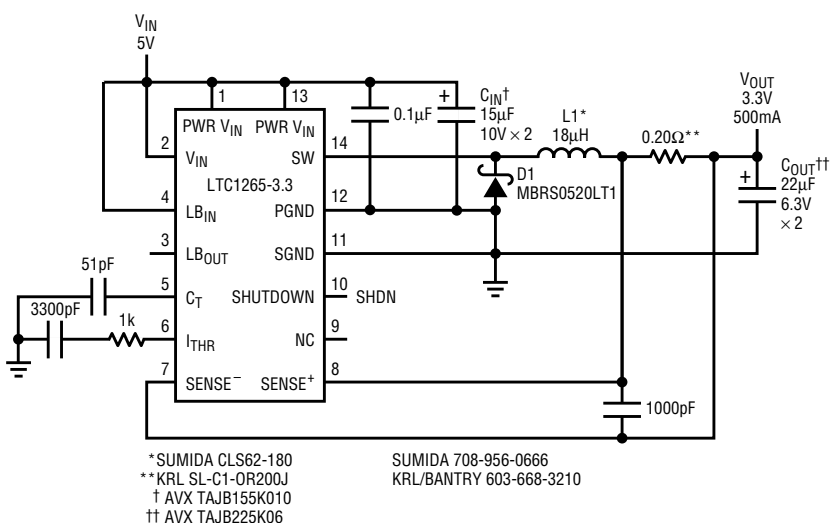 VIN
5V
1
13
PWR VIN
PWR VIN
0.1µF
+
CIN†
15µF
10V × 2
L1*
18µH
0.20Ω**
VOUT
3.3V
500mA
2
VIN
SW
14
D1
MBRS0520LT1
+
COUT††
22µF
6.3V
× 2
LTC1265-3.3
4
LBIN
PGND
12
3
LBOUT
SGND
11
51pF
5
CT
SHUTDOWN
10
SHDN
3300pF
1k
6
ITHR
NC
9
7
SENSE–
SENSE+
8
1000pF
*SUMIDA CLS62-180
**KRL SL-C1-OR200J
† AVX TAJB155K010
†† AVX TAJB225K06
SUMIDA 708-956-0666
KRL/BANTRY 603-668-3210